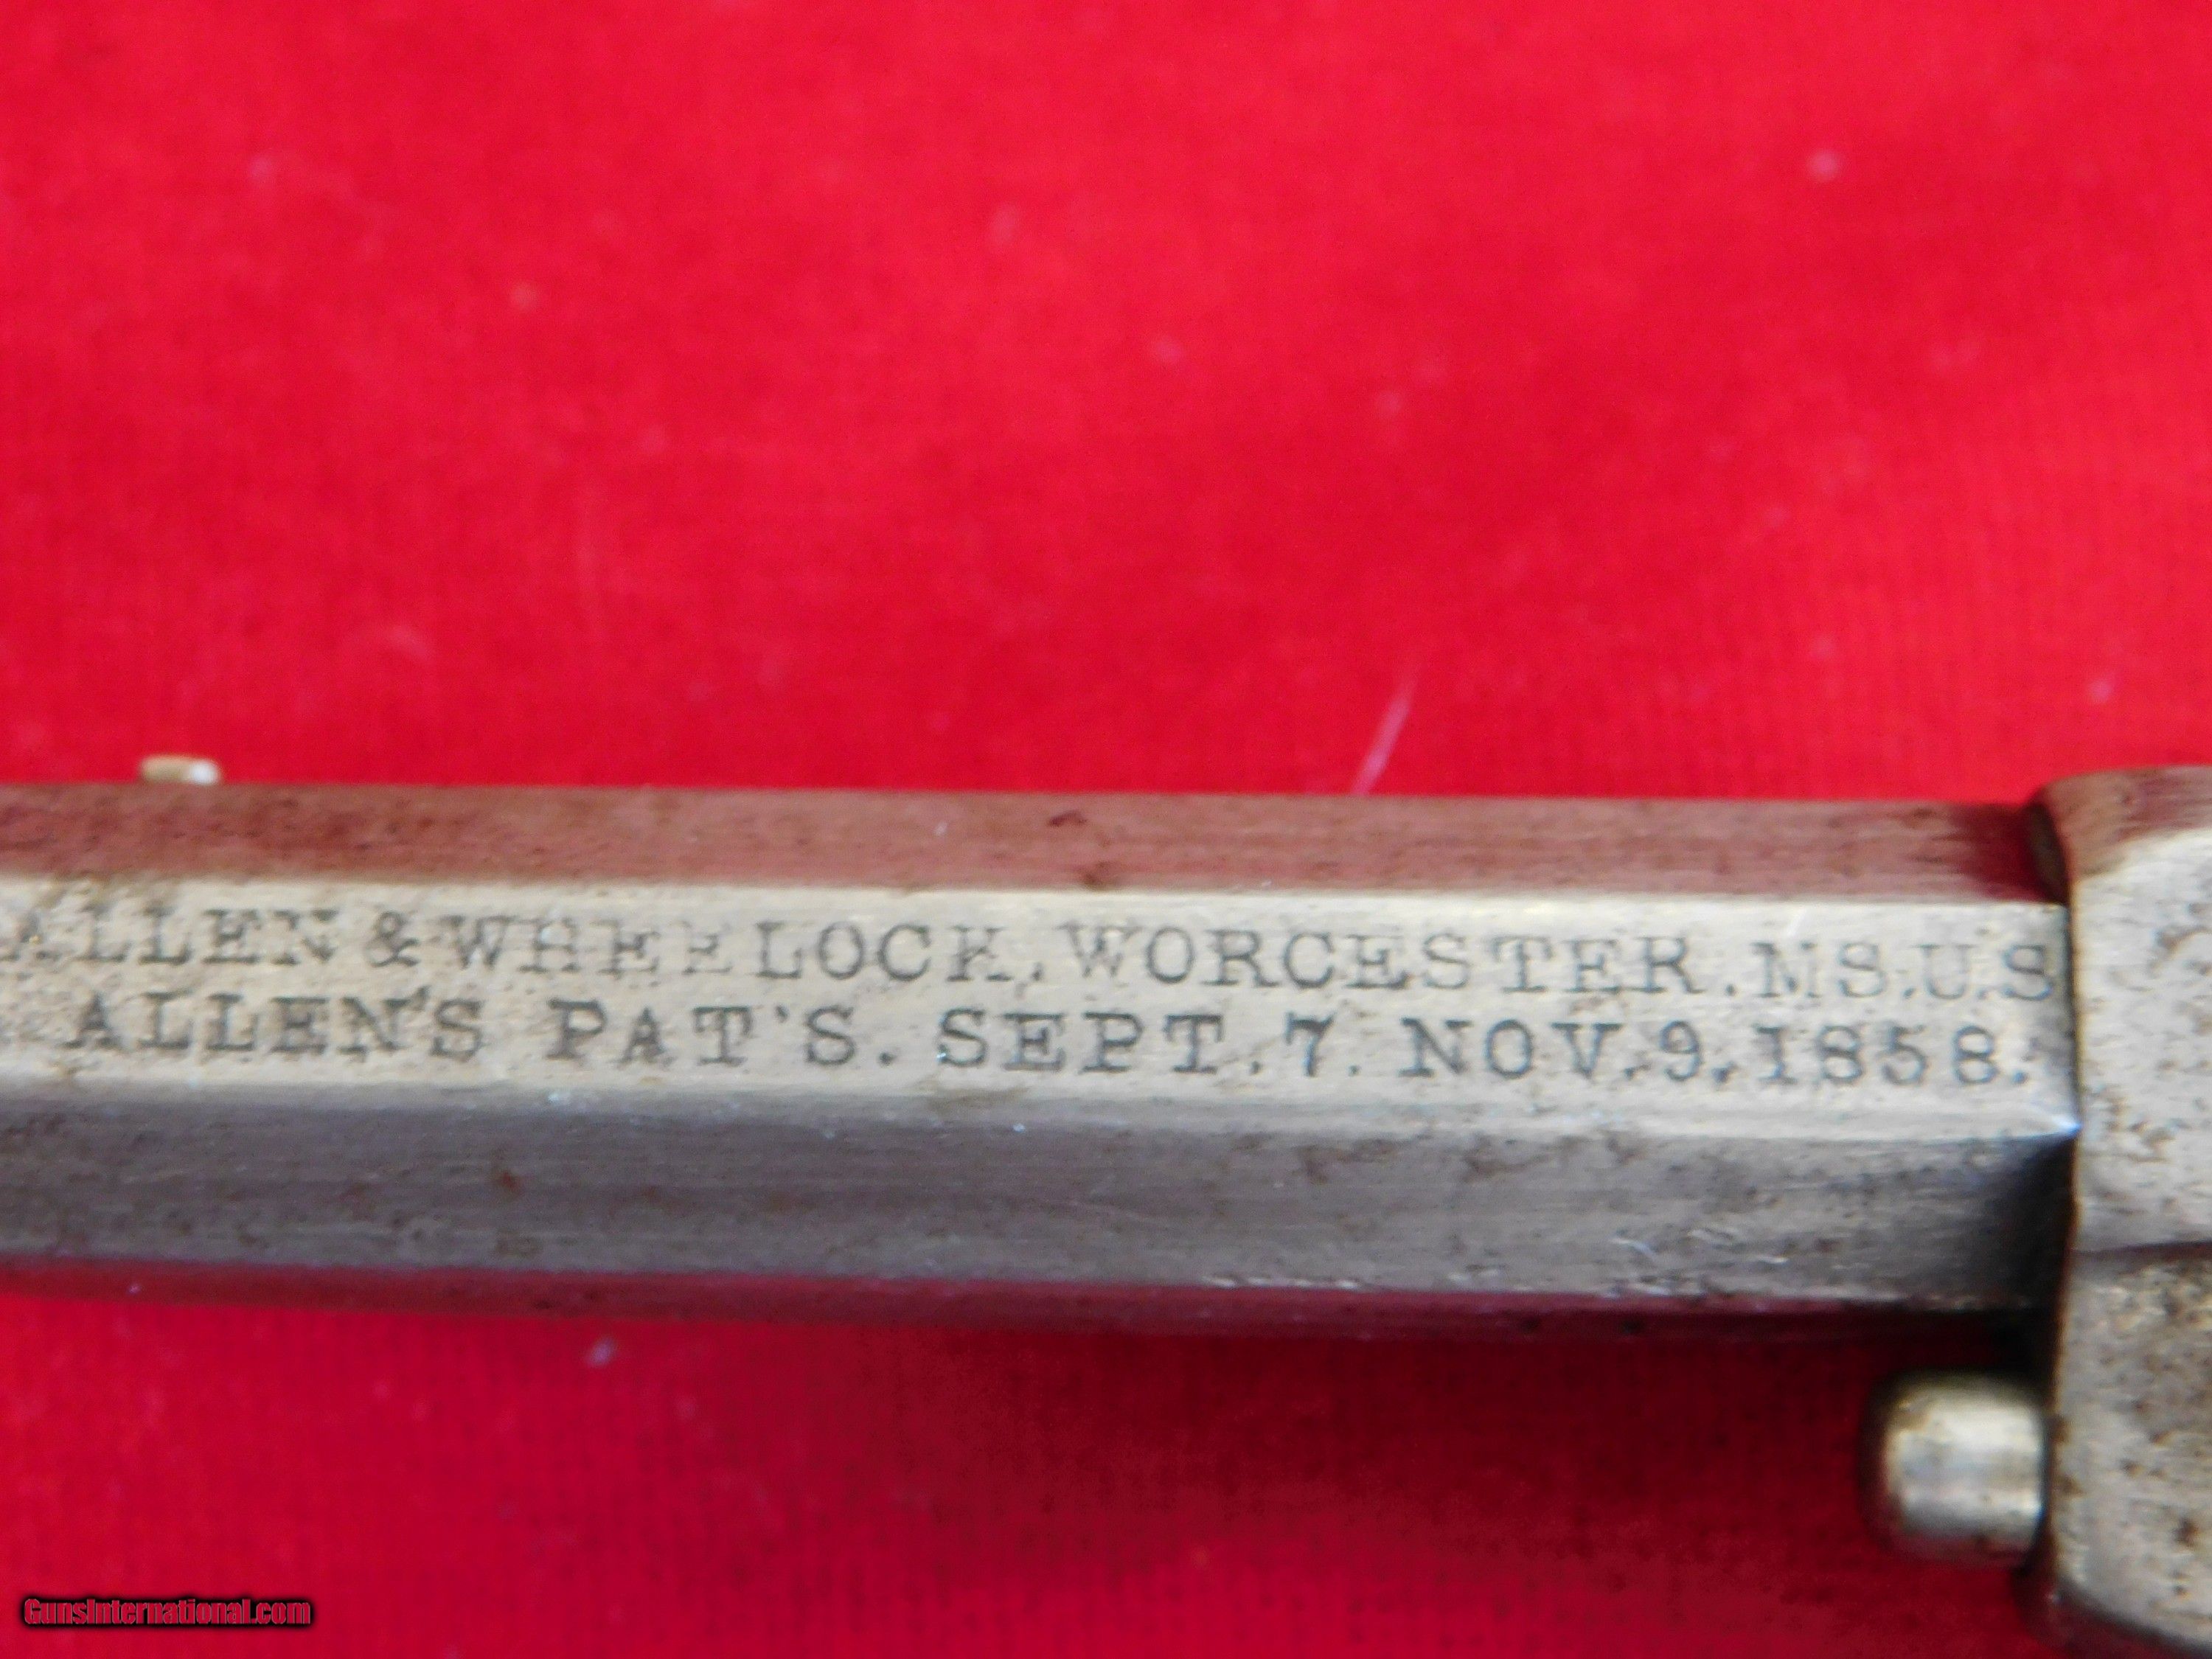 ALLEN & WHEELOCK. WORCESTER. MS. U.S
ALLEN'S PAT'S. SEPT. 7. NOV. 9. 1858.
GunsInternational.com